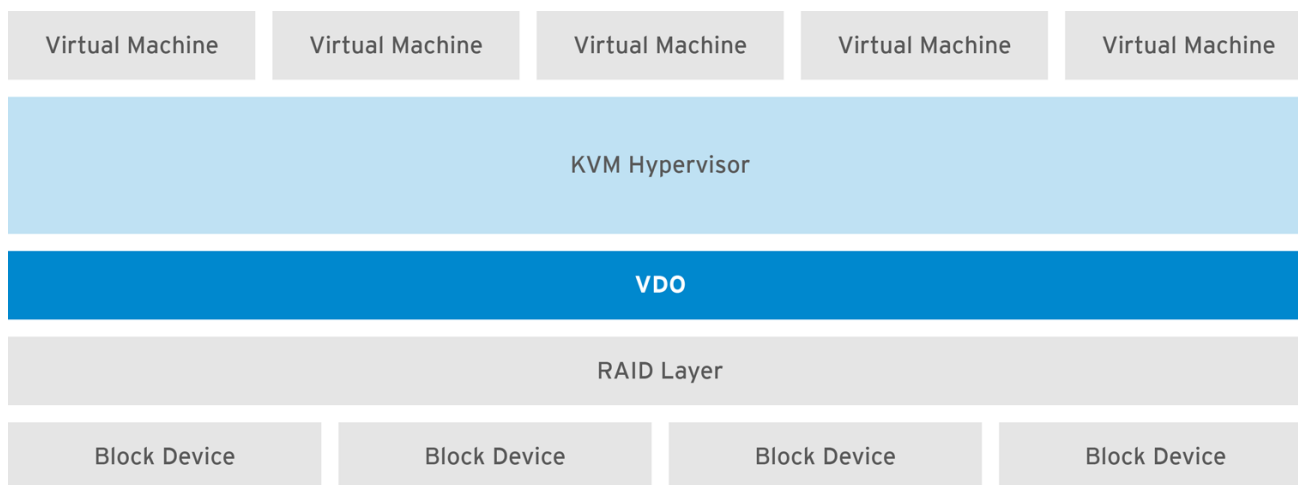 Virtual Machine Virtual Machine Virtual Machine Virtual Machine Virtual Machine
KVM Hypervisor
VDO
RAID Layer
Block Device Block Device Block Device Block Device